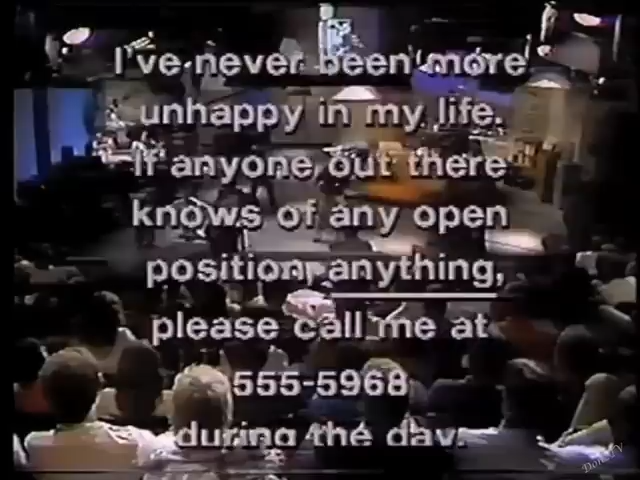 I've never been more
unhappy in my life.
If anyone out there
knows of any open
position, anything,
please call me at
555-5968
during the day.
Don